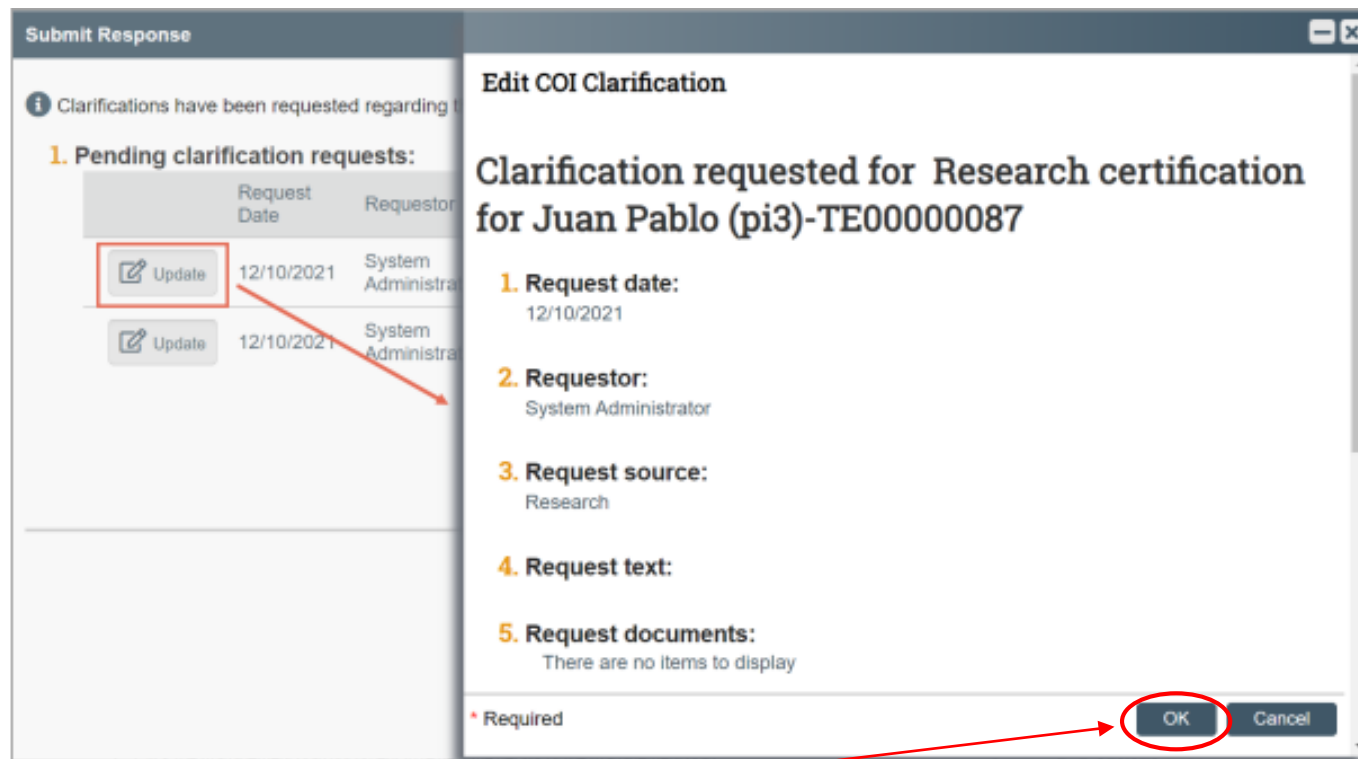 Submit Response
Clarifications have been requested regarding
1. Pending clarification requests:
Request
Date
Requestor
Update
12/10/2021
System
Administra
Update
12/10/2021
System
Administra
Edit COI Clarification
Clarification requested for Research certification
for Juan Pablo (pi3)-TE00000087
1. Request date:
12/10/2021
2. Requestor:
System Administrator
3. Request source:
Research
4. Request text:
5. Request documents:
There are no items to display
* Required
OK
Cancel